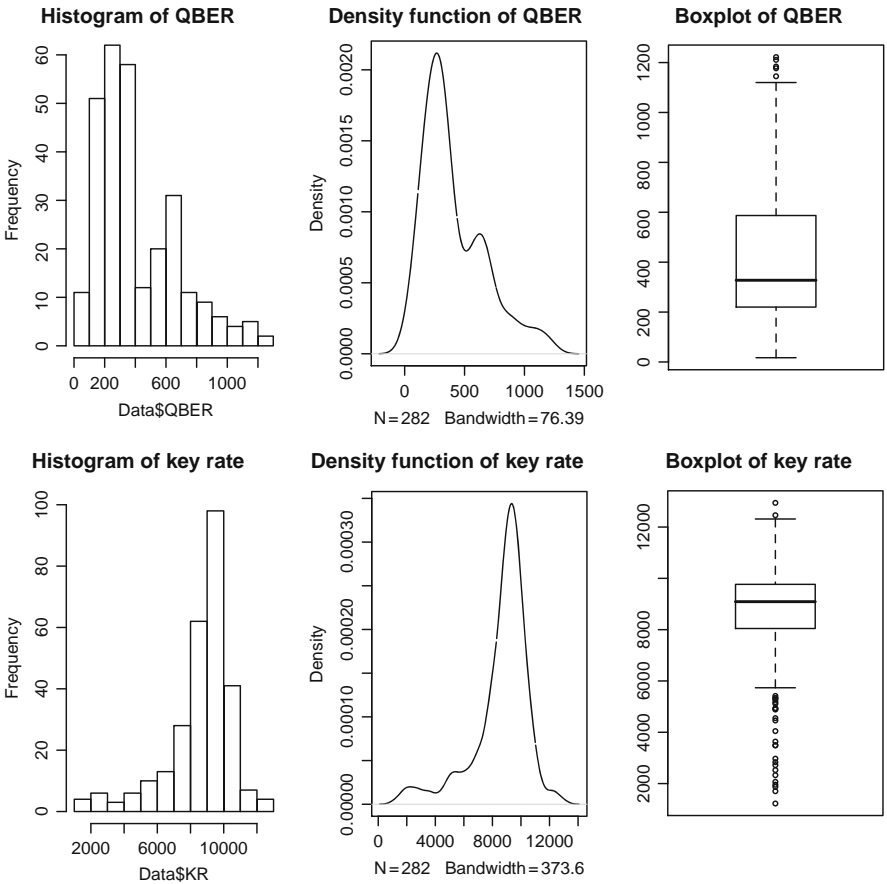 Histogram of QBER
Density function of QBER
Boxplot of QBER
Frequency
0 10 20 30 40 50 60
0 200 600 1000
Data$QBER
Density
0.0000 0.0005 0.0010 0.0015 0.0020
0 500 1000 1500
N=282 Bandwidth=76.39
0 200 400 600 800 1000 1200
Histogram of key rate
Density function of key rate
Boxplot of key rate
Frequency
0 20 40 60 80 100
2000 6000 10000
Data$KR
Density
0.00000 0.00010 0.00020 0.00030
0 4000 8000 12000
N=282 Bandwidth=373.6
2000 4000 6000 8000 12000